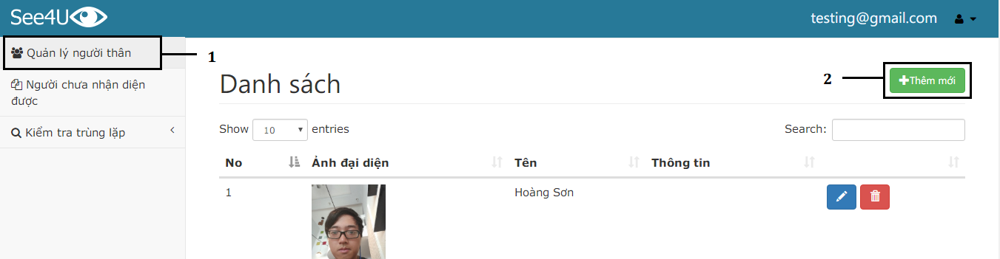 See4U
testing@gmail.com
Quản lý người thân
1
Người chưa nhận diện
được
Kiểm tra trùng lặp
Danh sách
2
Thêm mới
Show 10 entries
Search:
No Ảnh đại diện Tên Thông tin
1 Hoàng Sơn